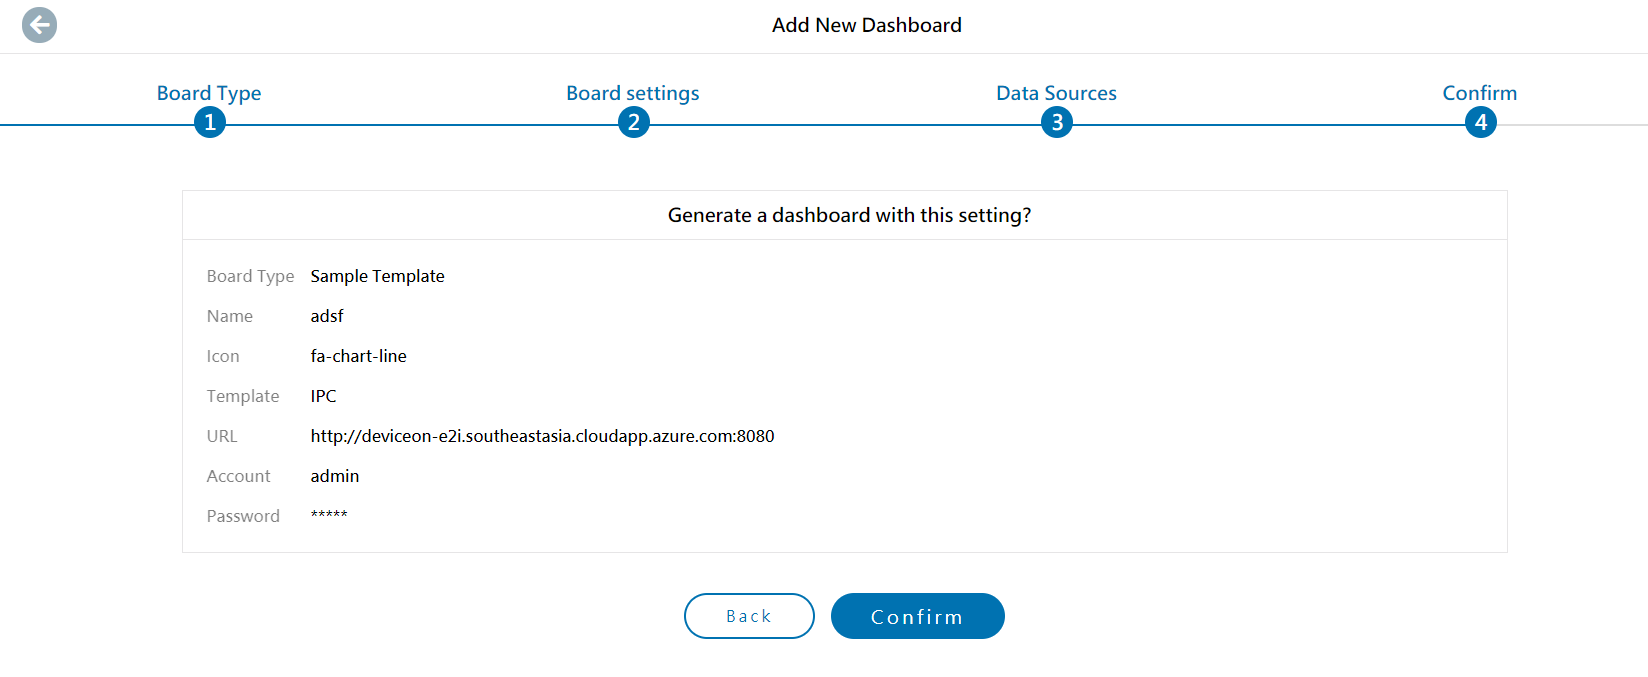 Add New Dashboard
Board Type
Board settings
Data Sources
Confirm
1
2
3
4
Generate a dashboard with this setting?
Board Type Sample Template
Name adsf
Icon fa-chart-line
Template IPC
URL http://deviceon-e2i.southeastasia.cloudapp.azure.com:8080
Account admin
Password *****
Back
Confirm